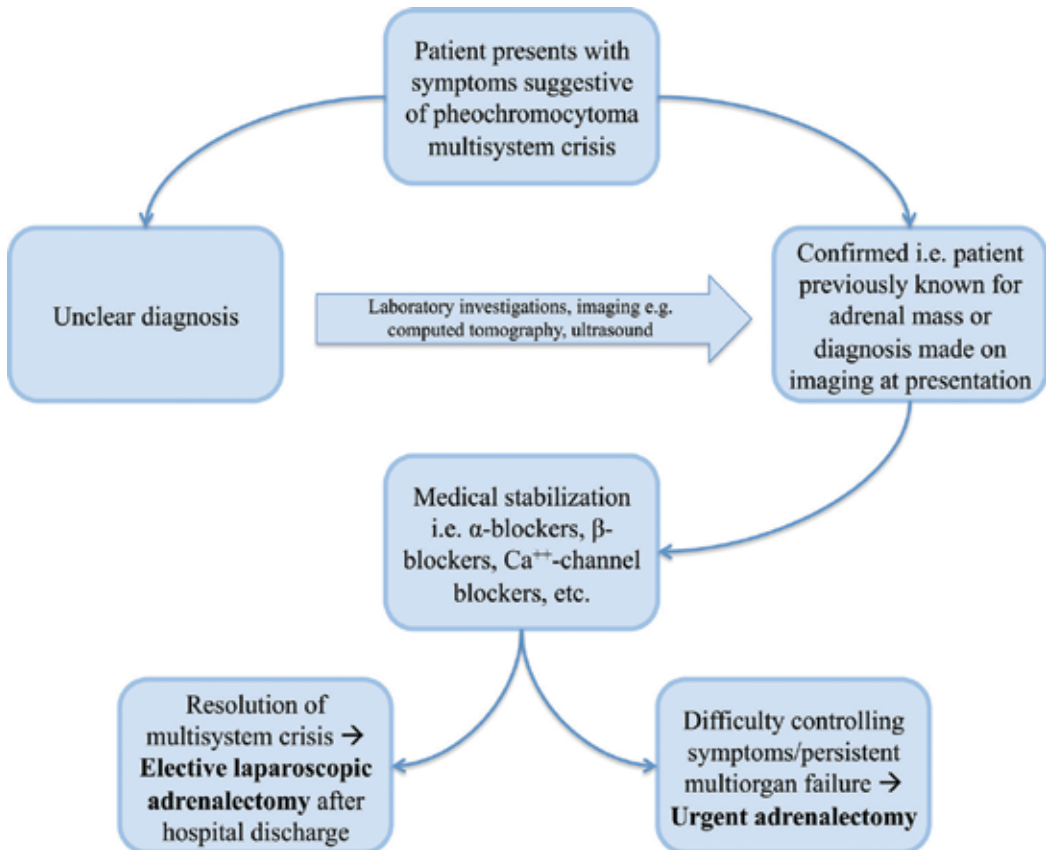 Patient presents with
symptoms suggestive
of pheochromocytoma
multisystem crisis
Unclear diagnosis
Laboratory investigations, imaging e.g.
computed tomography, ultrasound
Confirmed i.e. patient
previously known for
adrenal mass or
diagnosis made on
imaging at presentation
Medical stabilization
i.e. α-blockers, β-
blockers, Ca⁺⁺-channel
blockers, etc.
Resolution of
multisystem crisis →
Elective laparoscopic
adrenalectomy after
hospital discharge
Difficulty controlling
symptoms/persistent
multiorgan failure →
Urgent adrenalectomy